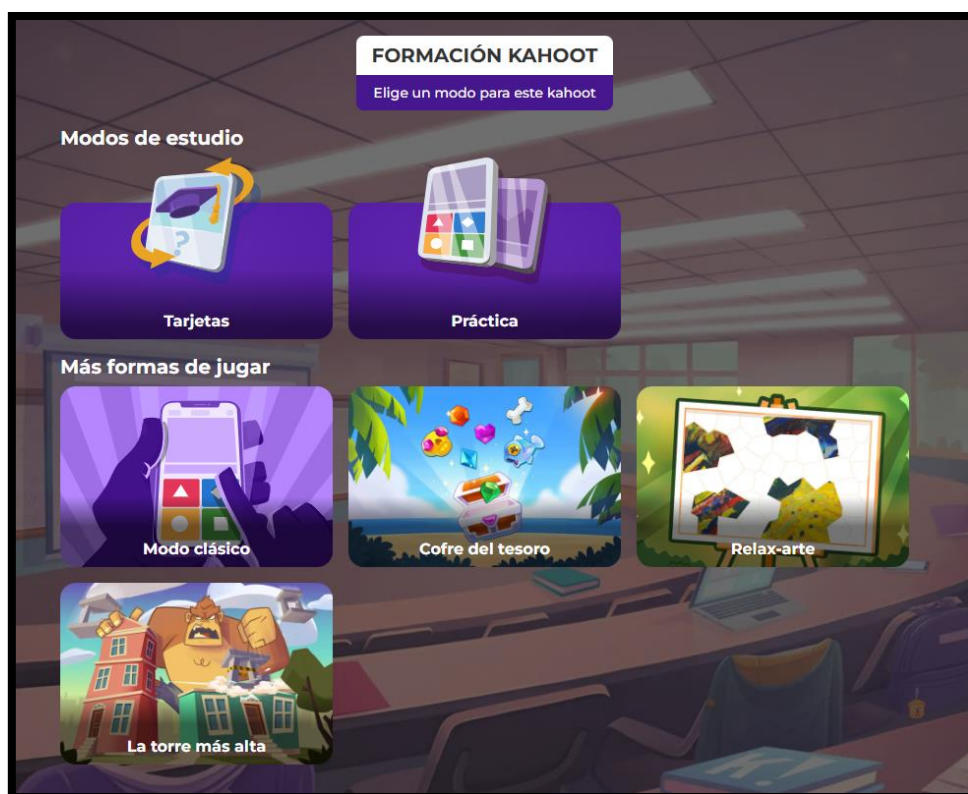 FORMACIÓN KAHOOT
Elige un modo para este kahoot
Modos de estudio
Tarjetas
Práctica
Más formas de jugar
Modo clásico
Cofre del tesoro
Relax-arte
La torre más alta
K!